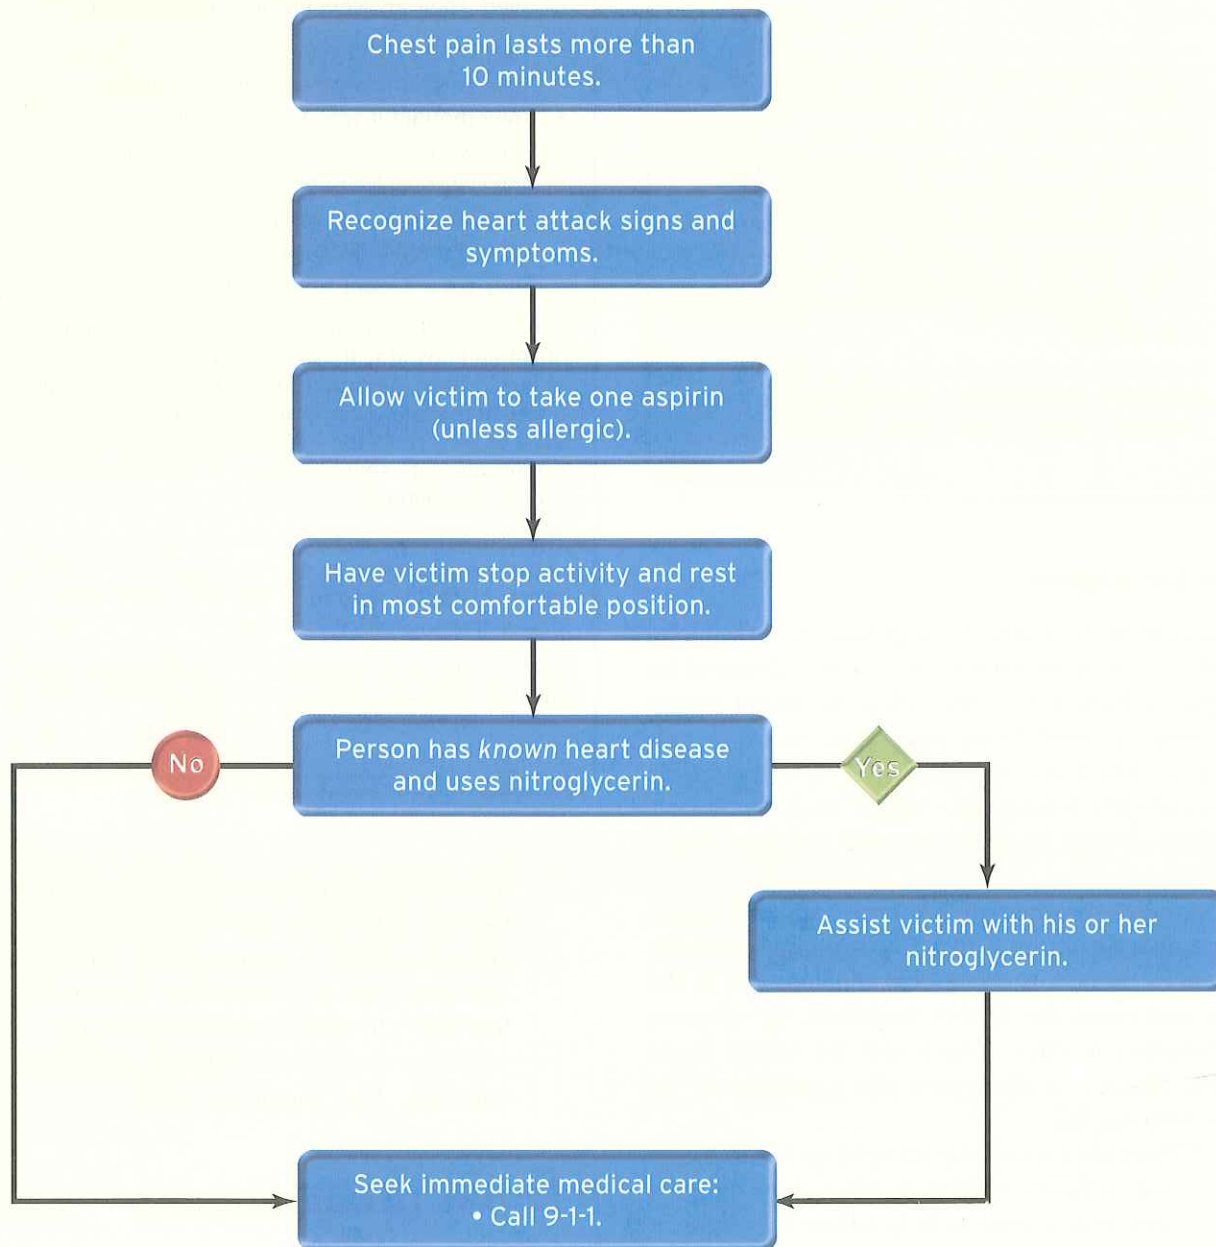 Chest pain lasts more than
10 minutes.
Recognize heart attack signs and
symptoms.
Allow victim to take one aspirin
(unless allergic).
Have victim stop activity and rest
in most comfortable position.
No
Person has known heart disease
and uses nitroglycerin.
Yes
Assist victim with his or her
nitroglycerin.
Seek immediate medical care:
• Call 9-1-1.